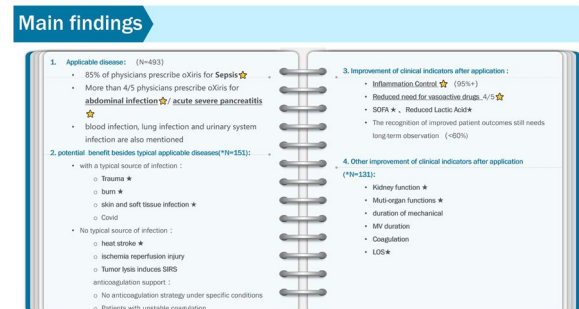 Main findings
1. Applicable disease: (N=493)
• 85% of physicians prescribe oXiris for Sepsis☆
• More than 4/5 physicians prescribe oXiris for
abdominal infection☆/ acute severe pancreatitis
☆
• blood infection, lung infection and urinary system
infection are also mentioned
2. potential benefit besides typical applicable diseases(*N=151):
• with a typical source of infection :
o Trauma ★
o burn ★
o skin and soft tissue infection ★
o Covid
• No typical source of infection :
o heat stroke ★
o ischemia reperfusion injury
o Tumor lysis induces SIRS
anticoagulation support :
o No anticoagulation strategy under specific conditions
o Patients with unstable coagulation
3. Improvement of clinical indicators after application :
• Inflammation Control ☆ (95%+)
• Reduced need for vasoactive drugs 4/5☆
• SOFA ★ 、Reduced Lactic Acid★
• The recognition of improved patient outcomes still needs
long-term observation (<60%)
4. Other improvement of clinical indicators after application
(*N=131):
• Kidney function ★
• Muti-organ functions ★
• duration of mechanical
• MV duration
• Coagulation
• LOS★